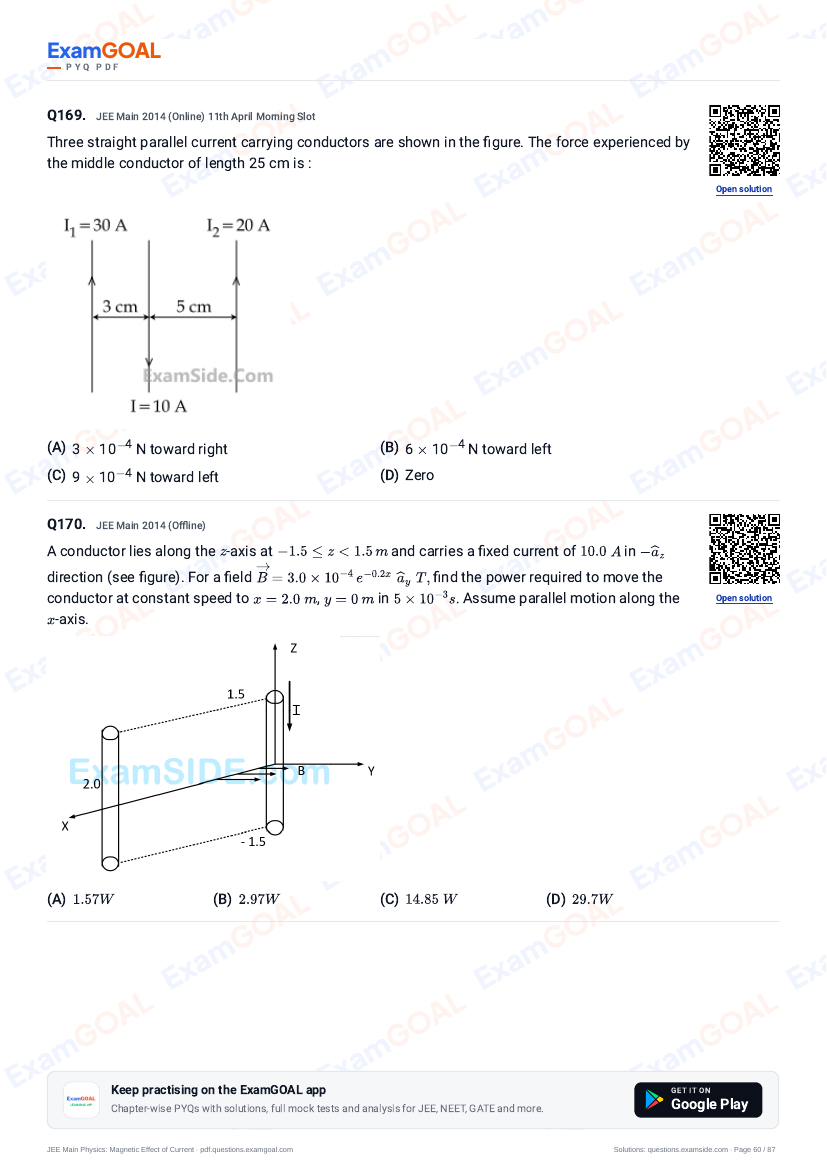 ExamGOAL
PYQ PDF
Q169. JEE Main 2014 (Online) 11th April Morning Slot
Three straight parallel current carrying conductors are shown in the figure. The force experienced by
the middle conductor of length 25 cm is :
Open solution
I₁ = 30 A I₂ = 20 A
3 cm 5 cm
ExamSide.Com
I = 10 A
(A) 3 × 10⁻⁴ N toward right (B) 6 × 10⁻⁴ N toward left
(C) 9 × 10⁻⁴ N toward left (D) Zero
Q170. JEE Main 2014 (Offline)
A conductor lies along the z-axis at −1.5 ≤ z < 1.5 m and carries a fixed current of 10.0 A in −â_z
direction (see figure). For a field B⃗ = 3.0 × 10⁻⁴ e^{−0.2x} â_y T, find the power required to move the
conductor at constant speed to x = 2.0 m, y = 0 m in 5 × 10⁻³ s. Assume parallel motion along the
x-axis.
Open solution
Z
1.5
I
ExamSIDE.com
B
Y
2.0
X
- 1.5
(A) 1.57W (B) 2.97W (C) 14.85 W (D) 29.7W
Keep practising on the ExamGOAL app
Chapter-wise PYQs with solutions, full mock tests and analysis for JEE, NEET, GATE and more.
GET IT ON
Google Play
JEE Main Physics: Magnetic Effect of Current · pdf.questions.examgoal.com Solutions: questions.examside.com · Page 60 / 87